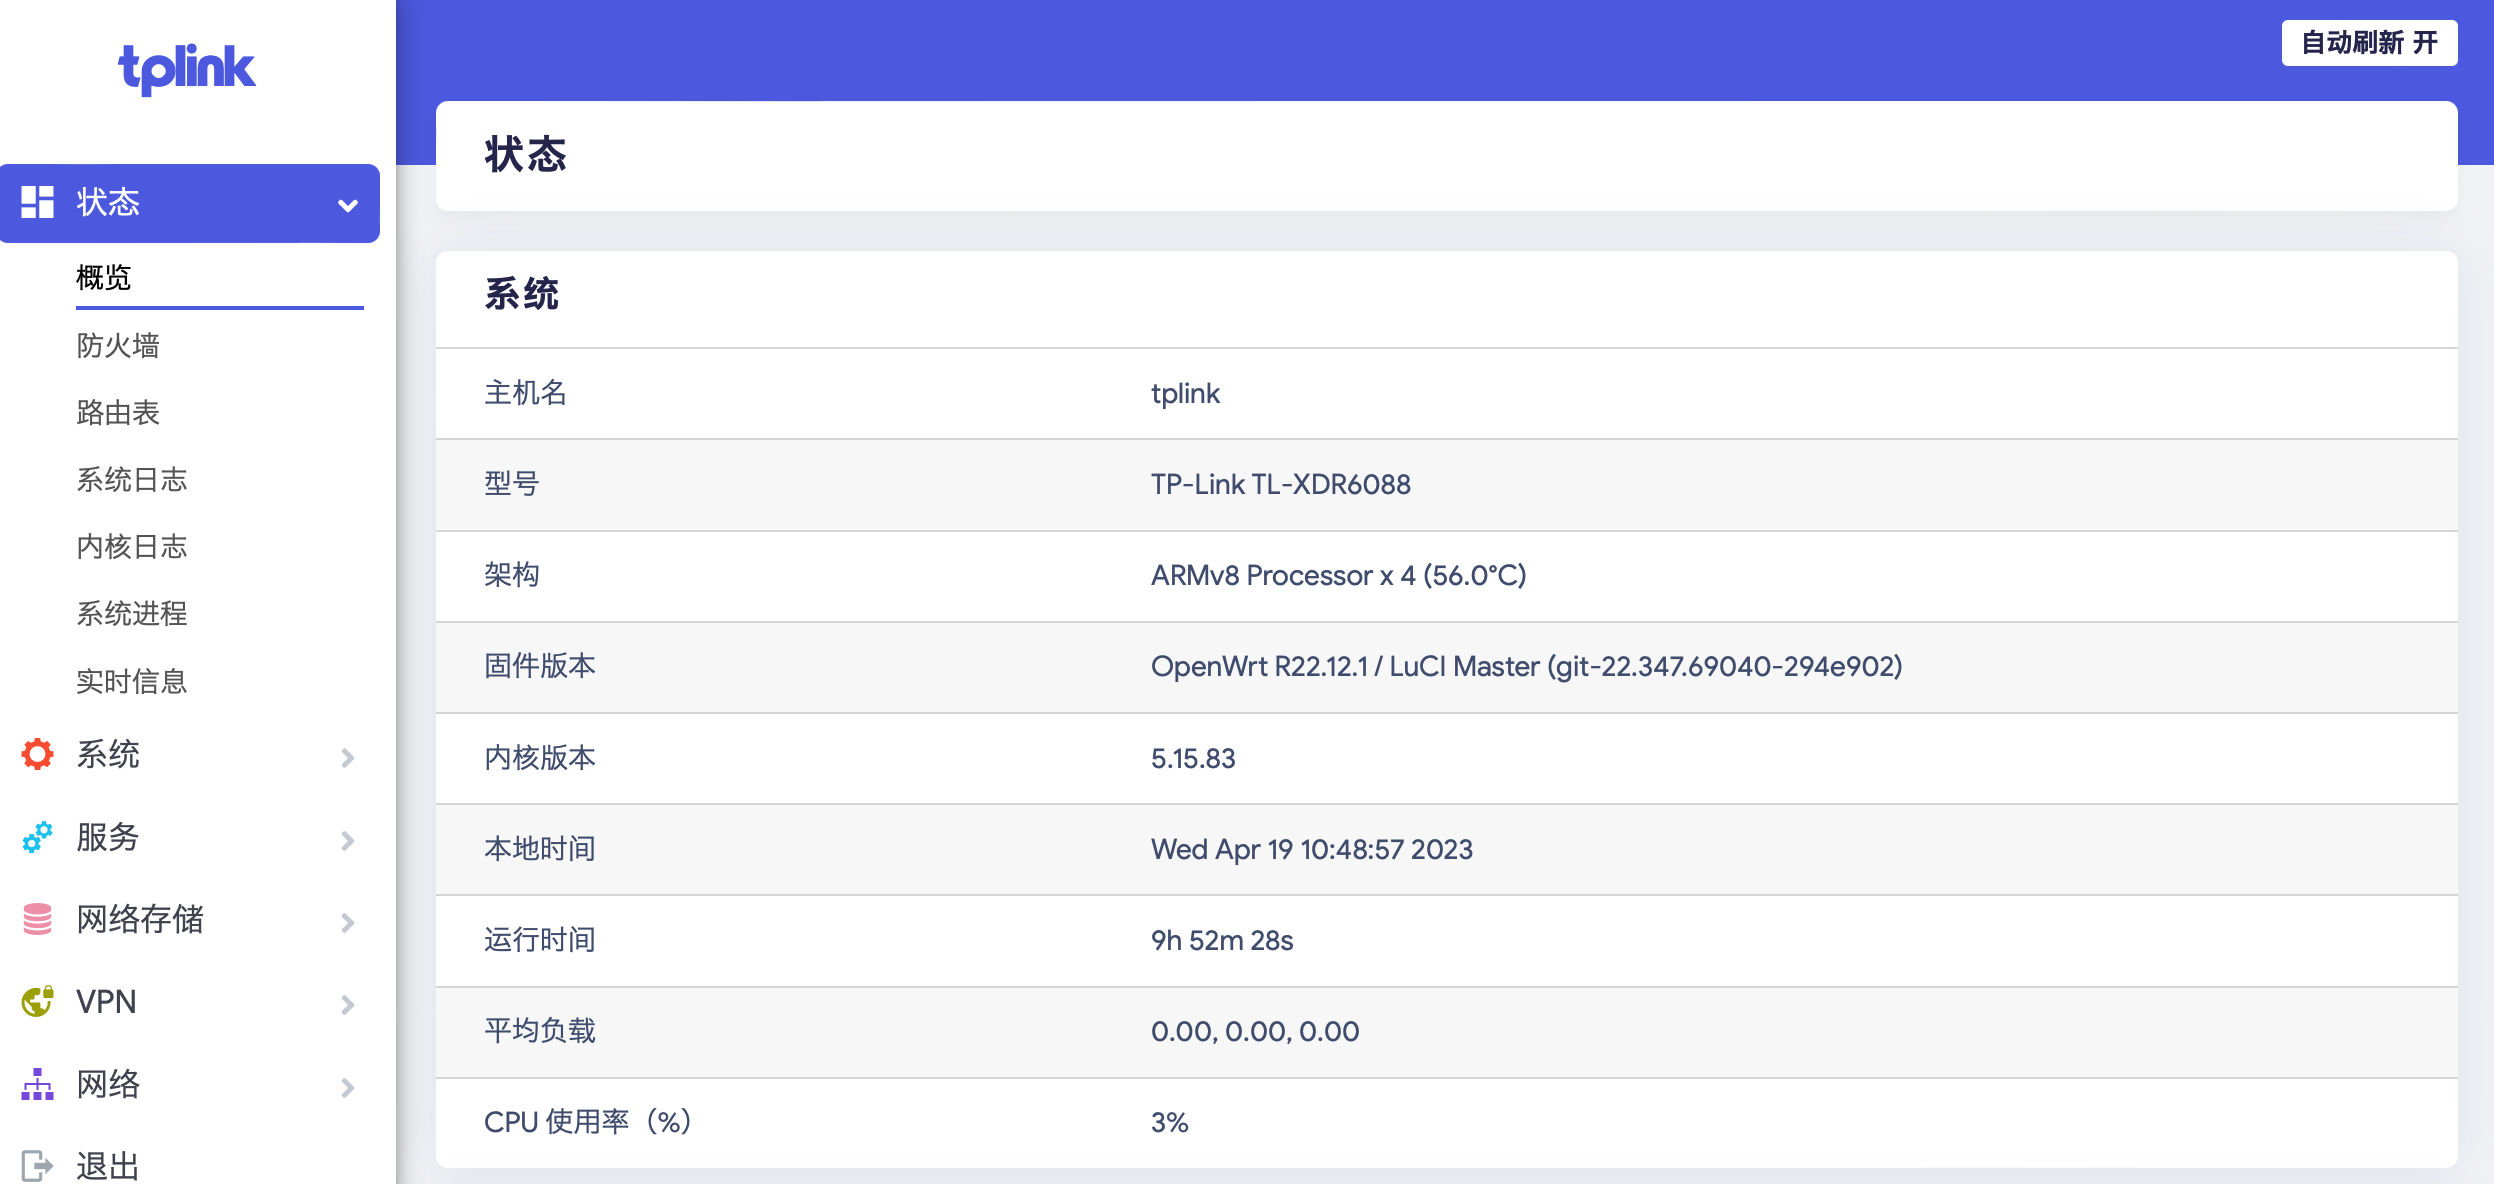 tplink
自动刷新 开
状态
概览
防火墙
路由表
系统日志
内核日志
系统进程
实时信息
系统
服务
网络存储
VPN
网络
退出
状态
系统
主机名 tplink
型号 TP-Link TL-XDR6088
架构 ARMv8 Processor x 4 (56.0°C)
固件版本 OpenWrt R22.12.1 / LuCI Master (git-22.347.69040-294e902)
内核版本 5.15.83
本地时间 Wed Apr 19 10:48:57 2023
运行时间 9h 52m 28s
平均负载 0.00, 0.00, 0.00
CPU 使用率（%） 3%